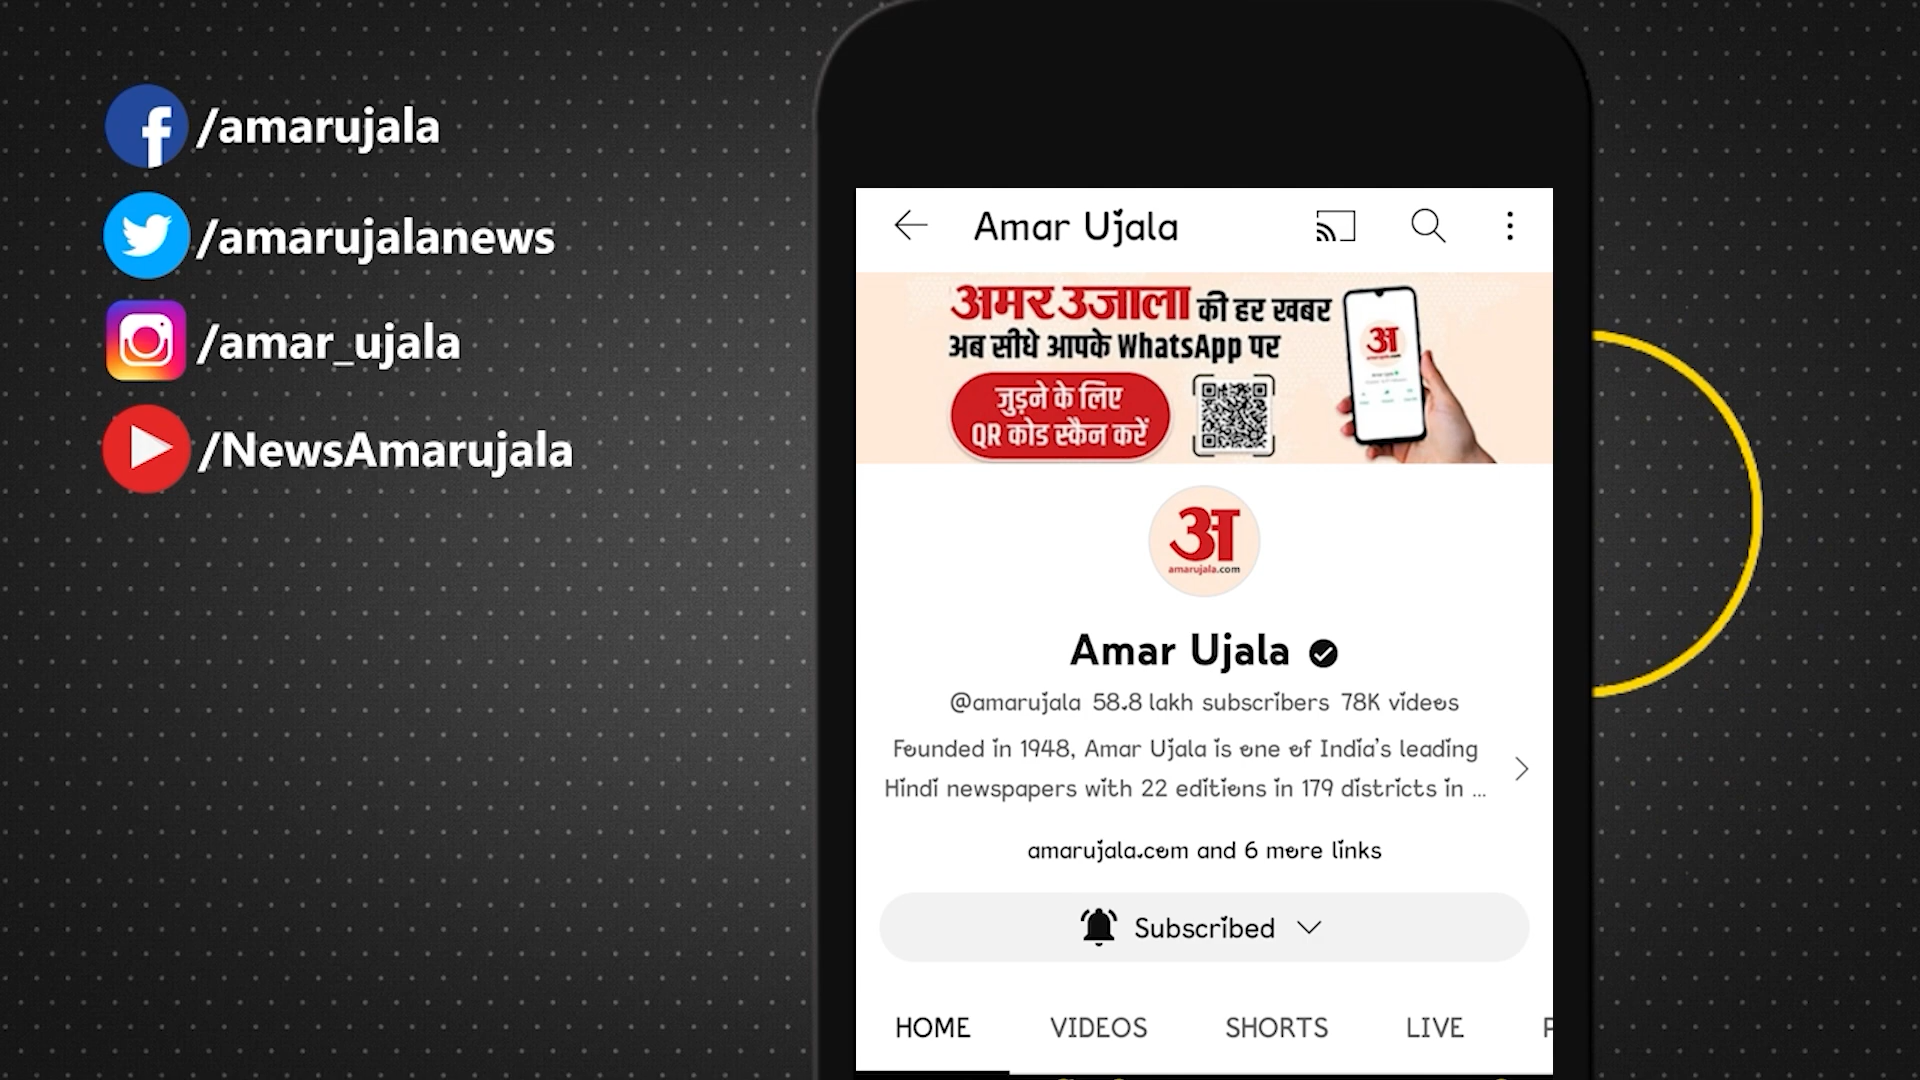 /amarujala
/amarujalanews
/amar_ujala
/NewsAmarujala
Amar Ujala
अमर उजाला की हर खबर
अब सीधे आपके WhatsApp पर
जुड़ने के लिए
QR कोड स्कैन करें
अ
अ
amarujala.com
Amar Ujala
@amarujala 58.8 lakh subscribers 78K videos
Founded in 1948, Amar Ujala is one of India's leading
Hindi newspapers with 22 editions in 179 districts in ...
amarujala.com and 6 more links
Subscribed
HOME VIDEOS SHORTS LIVE